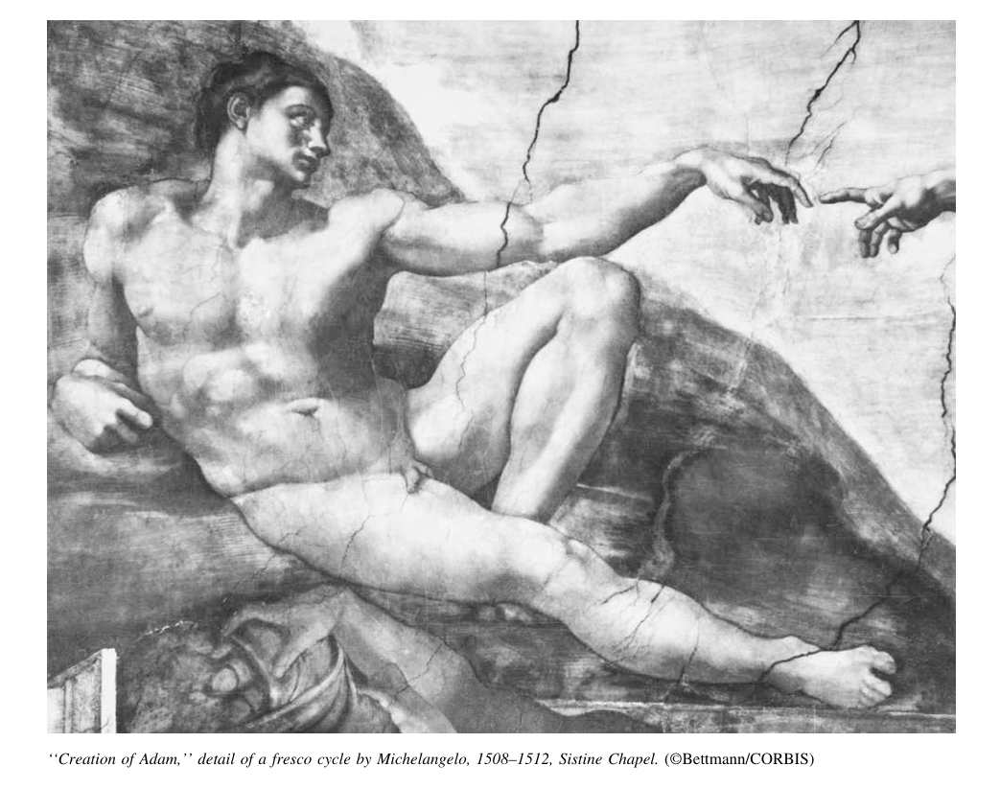 ‘‘Creation of Adam,’’ detail of a fresco cycle by Michelangelo, 1508–1512, Sistine Chapel. (©Bettmann/CORBIS)